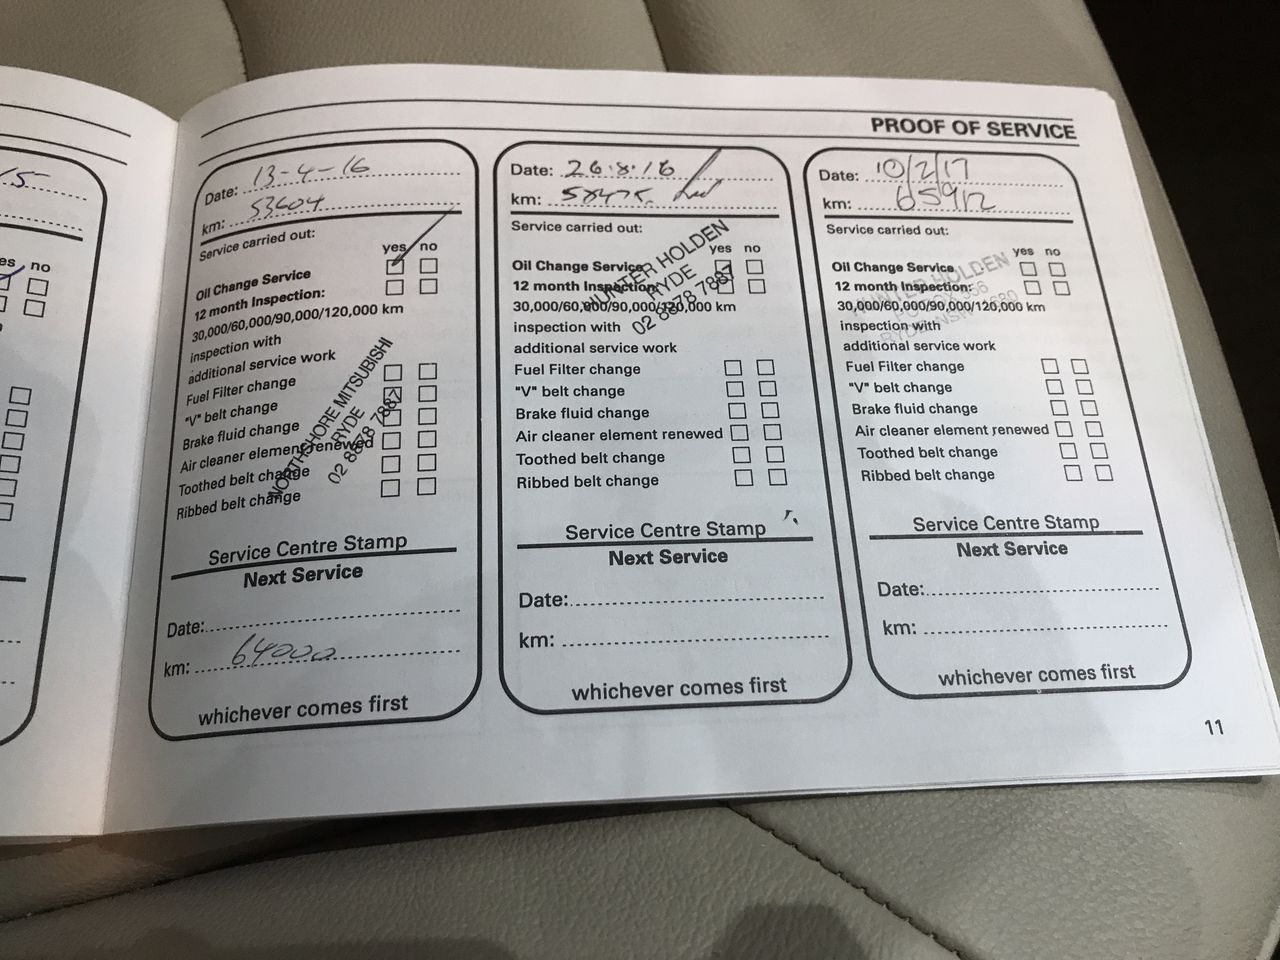 PROOF OF SERVICE
Date: 13-4-16
km: 53604
Service carried out:
yes no
Oil Change Service
12 month Inspection:
30,000/60,000/90,000/120,000 km
inspection with
additional service work
Fuel Filter change
"V" belt change
Brake fluid change
Air cleaner element renewed
Toothed belt change
Ribbed belt change
NORTHSHORE MITSUBISHI
RYDE
02 8878 7887
Service Centre Stamp
Next Service
Date:
km: 64000
whichever comes first
Date: 26.8.16
km: 58475
Service carried out:
yes no
Oil Change Service
12 month Inspection:
30,000/60,000/90,000/120,000 km
inspection with
additional service work
HUNTER HOLDEN
RYDE
02 8878 7887
Fuel Filter change
"V" belt change
Brake fluid change
Air cleaner element renewed
Toothed belt change
Ribbed belt change
Service Centre Stamp
Next Service
Date:
km:
whichever comes first
Date: 10/2/17
km: 65912
Service carried out:
yes no
Oil Change Service
12 month Inspection:
30,000/60,000/90,000/120,000 km
inspection with
additional service work
HUNTER HOLDEN
Fuel Filter change
"V" belt change
Brake fluid change
Air cleaner element renewed
Toothed belt change
Ribbed belt change
Service Centre Stamp
Next Service
Date:
km:
whichever comes first
11
es no